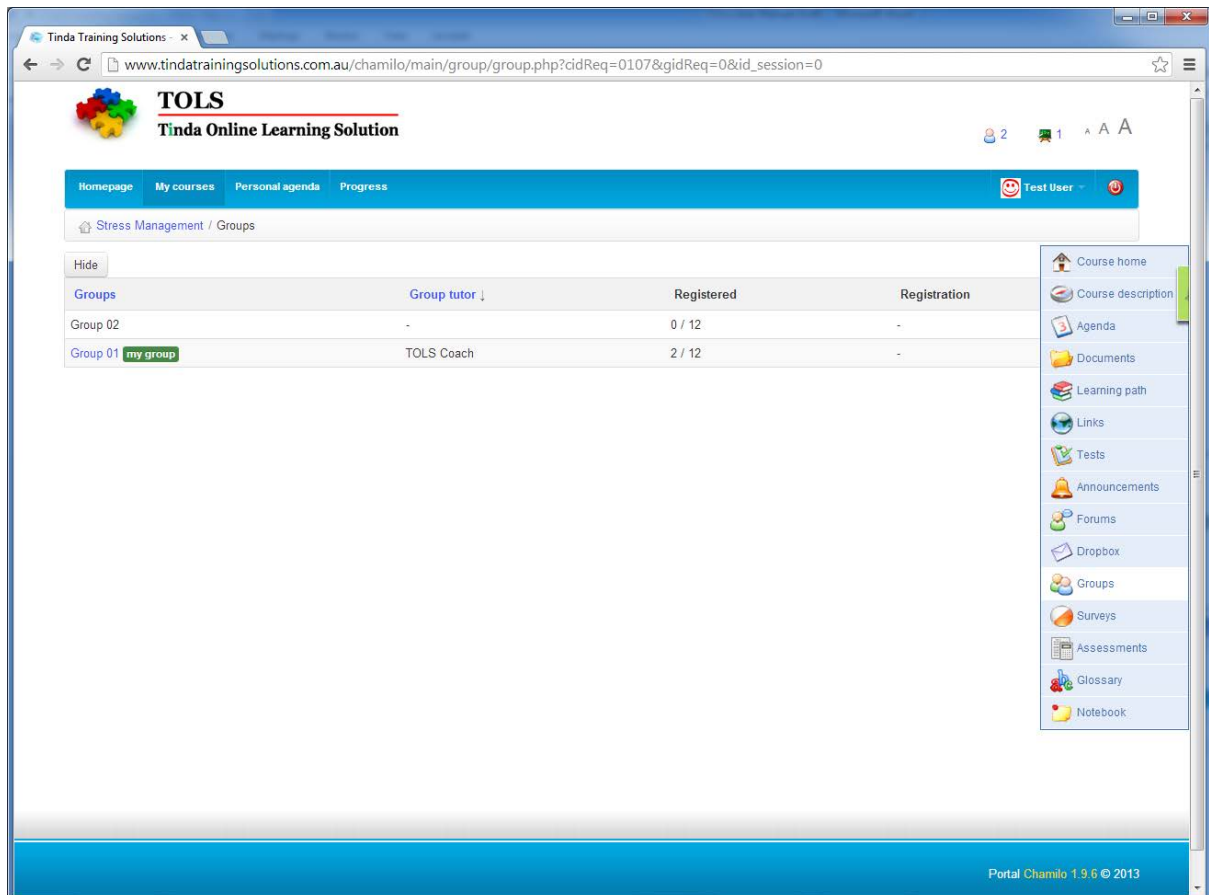 Tinda Training Solutions - ×
www.tindatrainingsolutions.com.au/chamilo/main/group/group.php?cidReq=0107&gidReq=0&id_session=0
TOLS
Tinda Online Learning Solution
2 1 A A A
Homepage My courses Personal agenda Progress Test User
Stress Management / Groups
Hide
Groups Group tutor ↓ Registered Registration
Group 02 - 0 / 12 -
Group 01 my group TOLS Coach 2 / 12 -
Course home
Course description
3 Agenda
Documents
Learning path
Links
Tests
Announcements
Forums
Dropbox
Groups
Surveys
Assessments
Glossary
Notebook
Portal Chamilo 1.9.6 © 2013